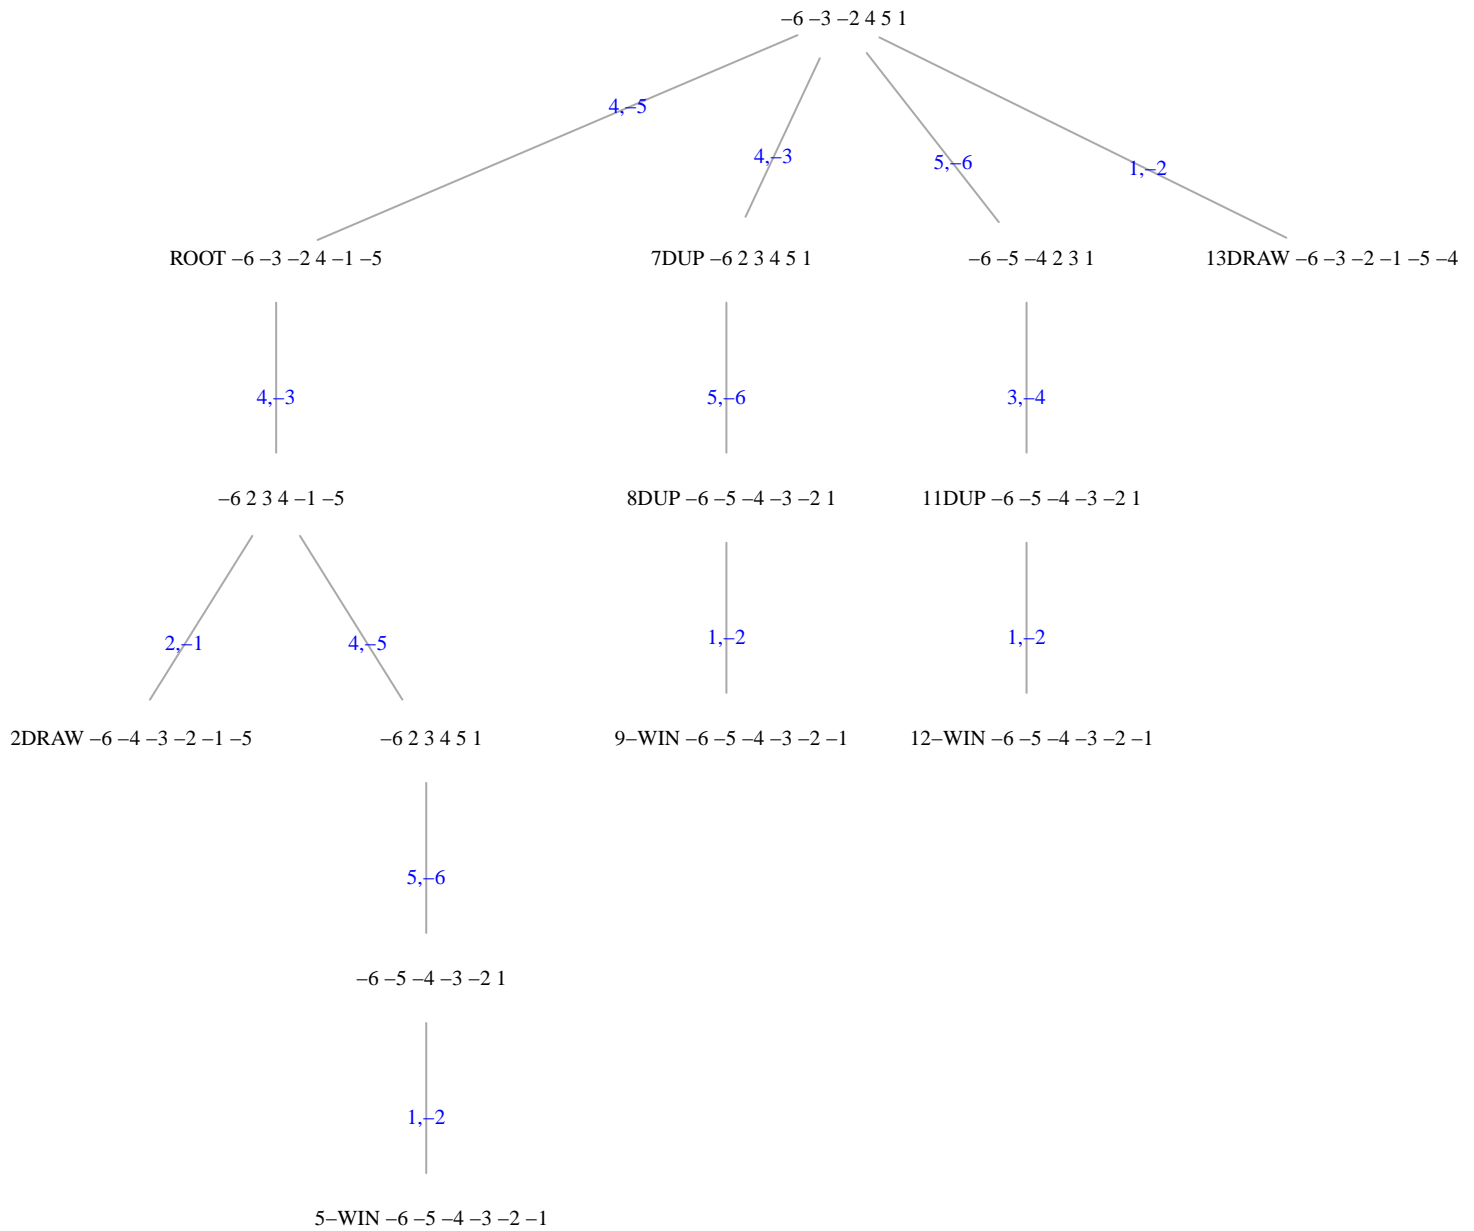 −6 −3 −2 4 5 1
4,−5
4,−3
5,−6
1,−2
ROOT −6 −3 −2 4 −1 −5
7DUP −6 2 3 4 5 1
−6 −5 −4 2 3 1
13DRAW −6 −3 −2 −1 −5 −4
4,−3
5,−6
3,−4
−6 2 3 4 −1 −5
8DUP −6 −5 −4 −3 −2 1
11DUP −6 −5 −4 −3 −2 1
2,−1
4,−5
1,−2
1,−2
2DRAW −6 −4 −3 −2 −1 −5
−6 2 3 4 5 1
9−WIN −6 −5 −4 −3 −2 −1
12−WIN −6 −5 −4 −3 −2 −1
5,−6
−6 −5 −4 −3 −2 1
1,−2
5−WIN −6 −5 −4 −3 −2 −1